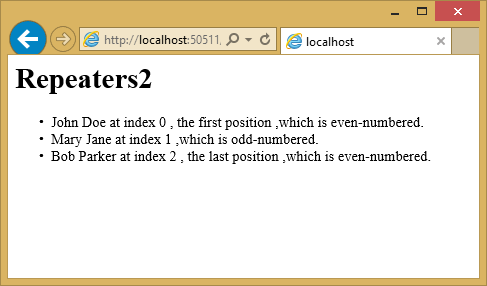 http://localhost:50511,
localhost
Repeaters2
• John Doe at index 0 , the first position ,which is even-numbered.
• Mary Jane at index 1 ,which is odd-numbered.
• Bob Parker at index 2 , the last position ,which is even-numbered.